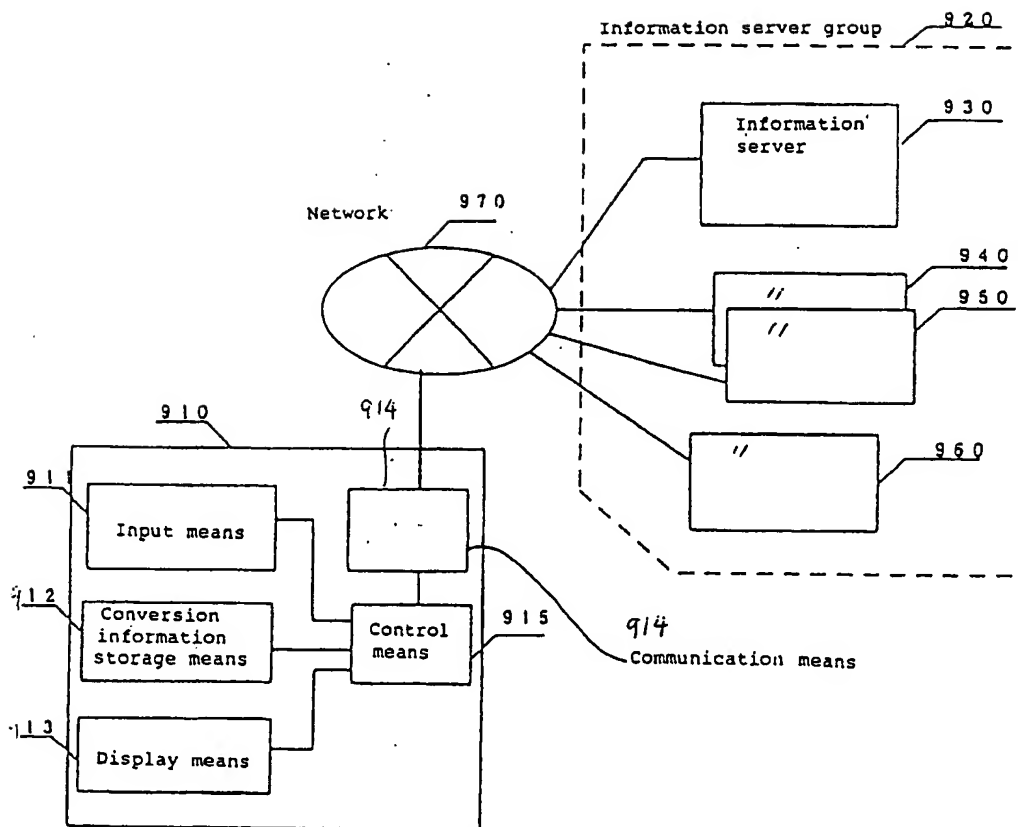 Information server group
920
930
Information
server
Network
970
940
〃
950
〃
960
〃
910
914
91
Input means
912
Conversion
information
storage means
Control
means
915
914
Communication means
913
Display means